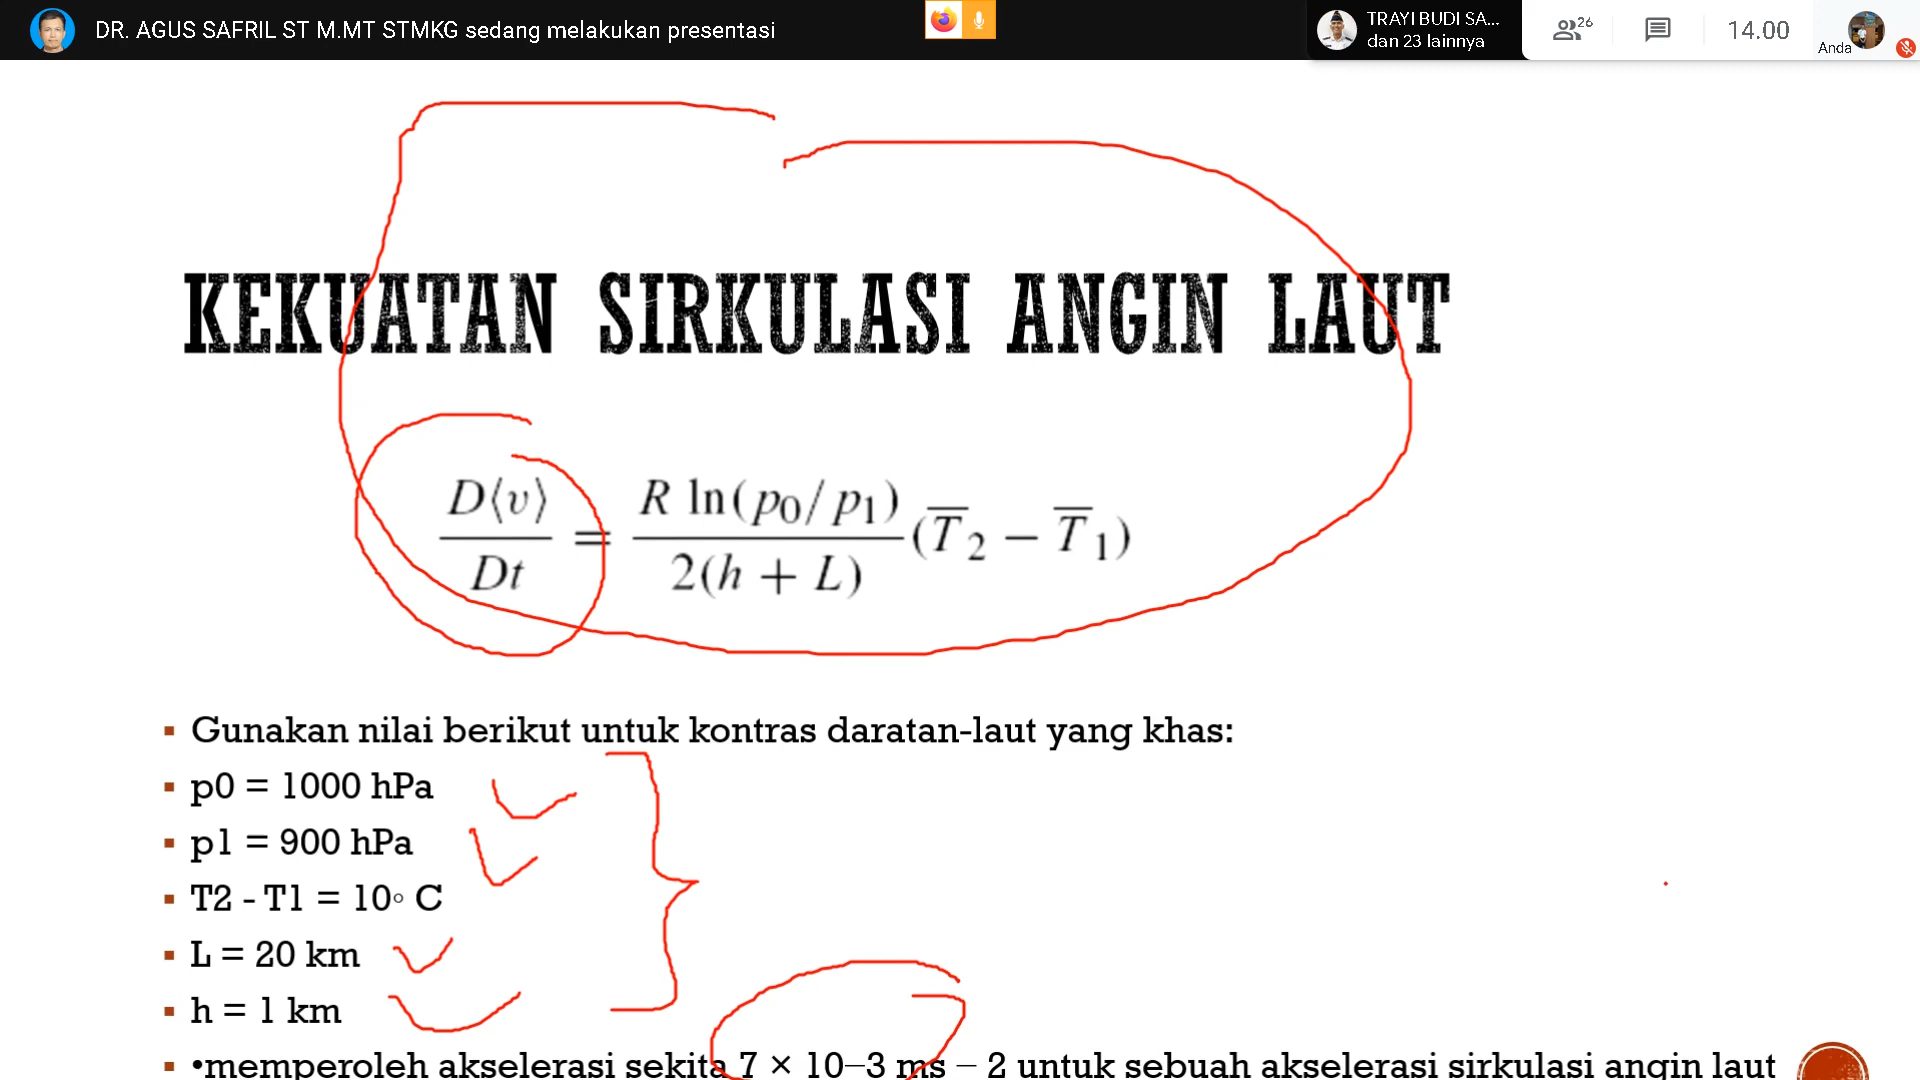 DR. AGUS SAFRIL ST M.MT STMKG sedang melakukan presentasi
TRAYI BUDI SA...
dan 23 lainnya
26
14.00
Anda
KEKUATAN SIRKULASI ANGIN LAUT
D⟨v⟩/Dt = R ln(p₀/p₁)/2(h + L) (T̅₂ − T̅₁)
▪ Gunakan nilai berikut untuk kontras daratan-laut yang khas:
▪ p0 = 1000 hPa
▪ p1 = 900 hPa
▪ T2 - T1 = 10◦ C
▪ L = 20 km
▪ h = 1 km
▪ •memperoleh akselerasi sekita 7 × 10–3 ms – 2 untuk sebuah akselerasi sirkulasi angin laut